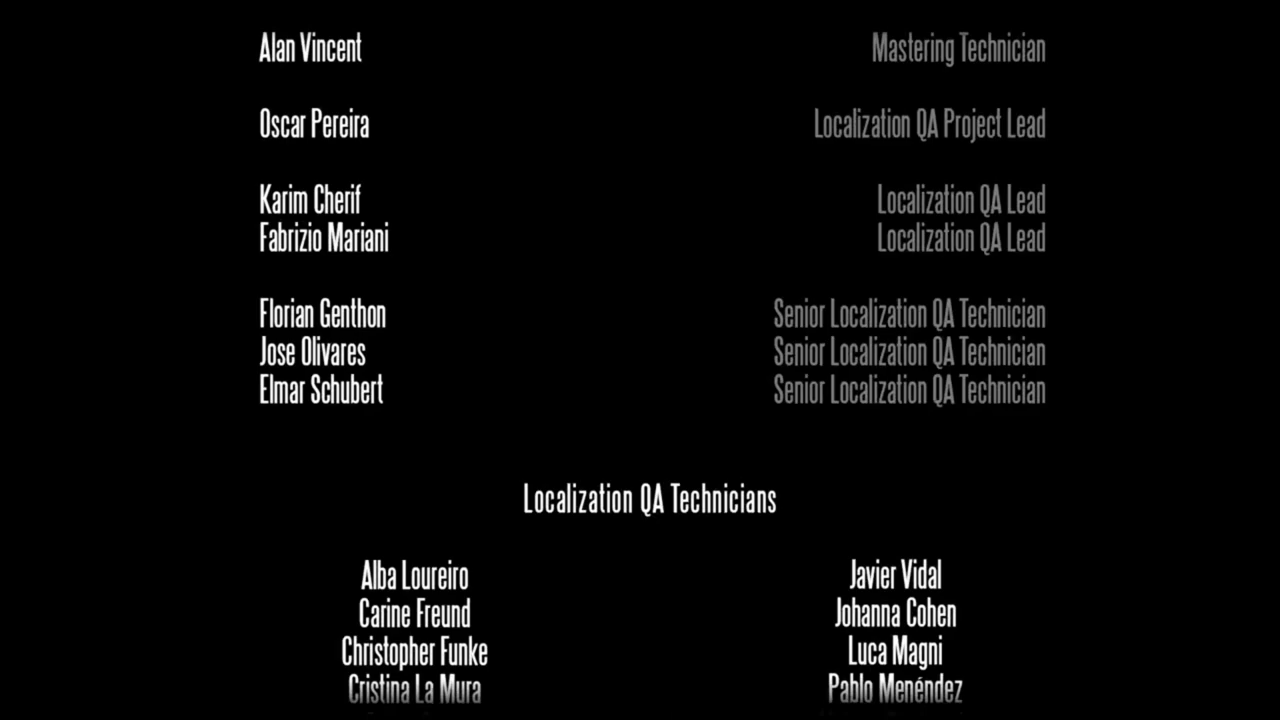 Alan Vincent Mastering Technician
Oscar Pereira Localization QA Project Lead
Karim Cherif Localization QA Lead
Fabrizio Mariani Localization QA Lead
Florian Genthon Senior Localization QA Technician
Jose Olivares Senior Localization QA Technician
Elmar Schubert Senior Localization QA Technician
Localization QA Technicians
Alba Loureiro Javier Vidal
Carine Freund Johanna Cohen
Christopher Funke Luca Magni
Cristina La Mura Pablo Menéndez